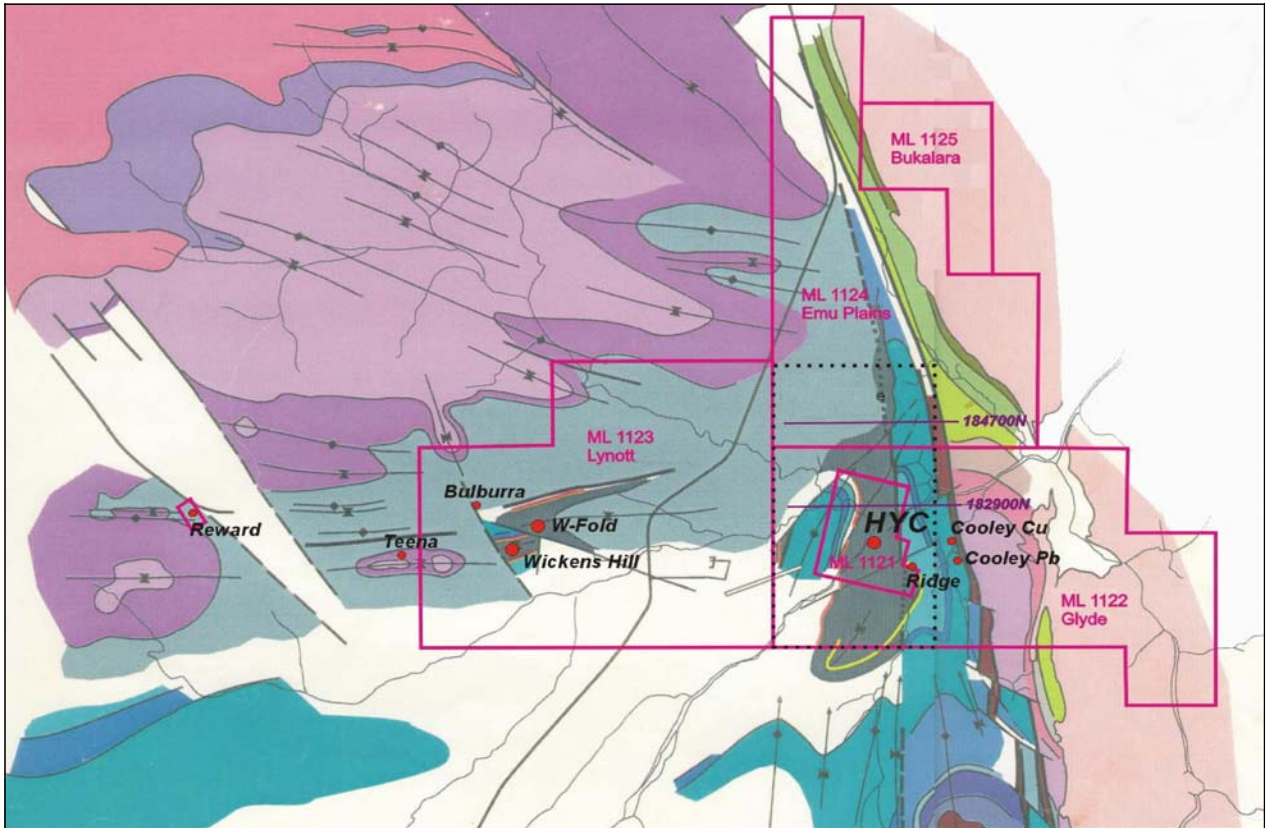 ML 1125
Bukalara
ML 1124
Emu Plains
184700N
ML 1123
Lynott
182900N
Bulburra
Reward
W-Fold
HYC
Cooley Cu
Teena
Wickens Hill
Cooley Pb
ML 1121
Ridge
ML 1122
Glyde